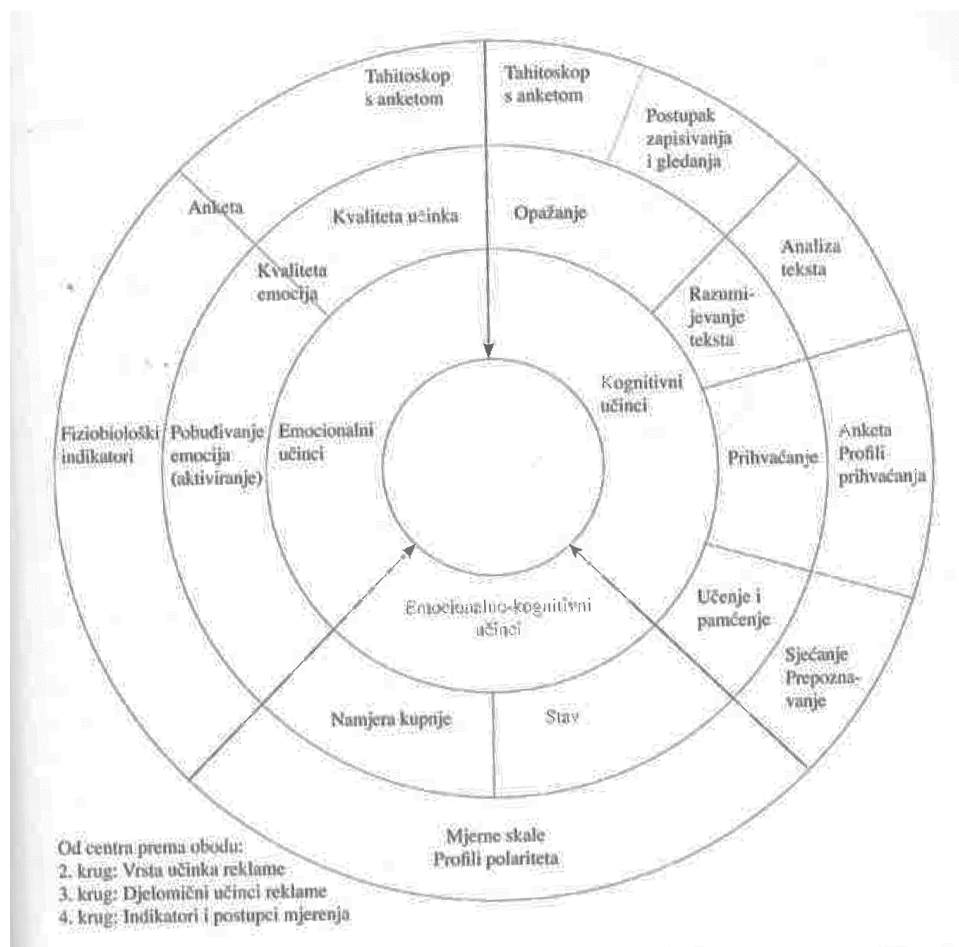 Tahitoskop
s anketom
Tahitoskop
s anketom
Postupak
zapisivanja
i gledanja
Anketa
Kvaliteta učinka
Opažanje
Analiza
teksta
Kvaliteta
emocija
Razumi-
jevanje
teksta
Kognitivni
učinci
Fiziobiološki
indikatori
Pobuđivanje
emocija
(aktiviranje)
Emocionalni
učinci
Prihvaćanje
Anketa
Profili
prihvaćanja
Emocionalno-kognitivni
učinci
Učenje i
pamćenje
Sjećanje
Prepozna-
vanje
Namjera kupnje
Stav
Mjerne skale
Profili polariteta
Od centra prema obodu:
2. krug: Vrsta učinka reklame
3. krug: Djelomični učinci reklame
4. krug: Indikatori i postupci mjerenja